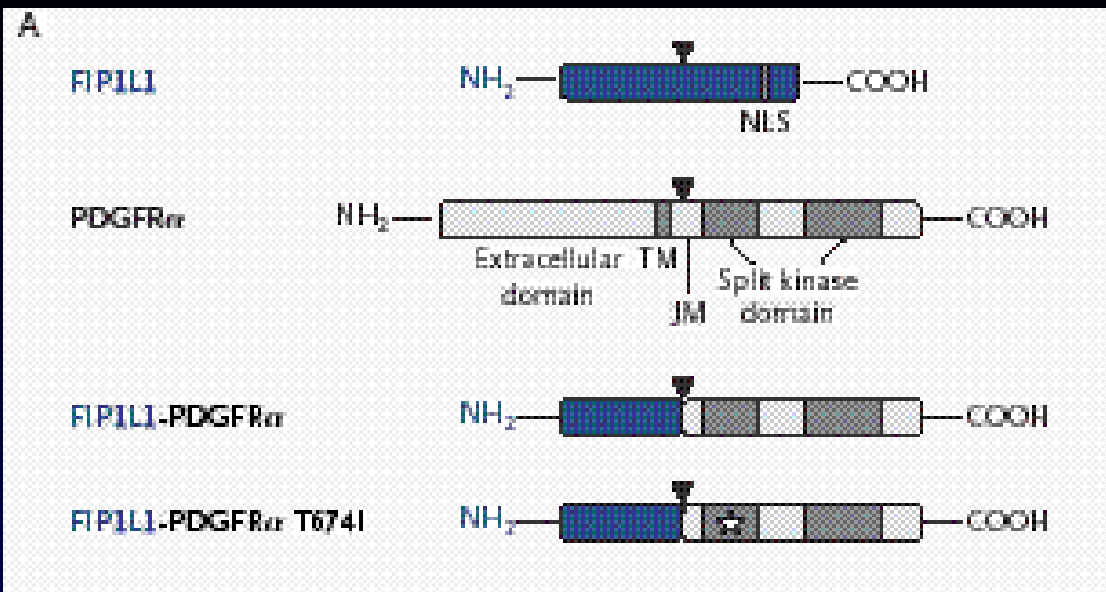 A
FIP1L1
NH₂
COOH
NLS
PDGFRα
NH₂
COOH
Extracellular
domain
TM
JM
Split kinase
domain
FIP1L1-PDGFRα
NH₂
COOH
FIP1L1-PDGFRα T674I
NH₂
COOH